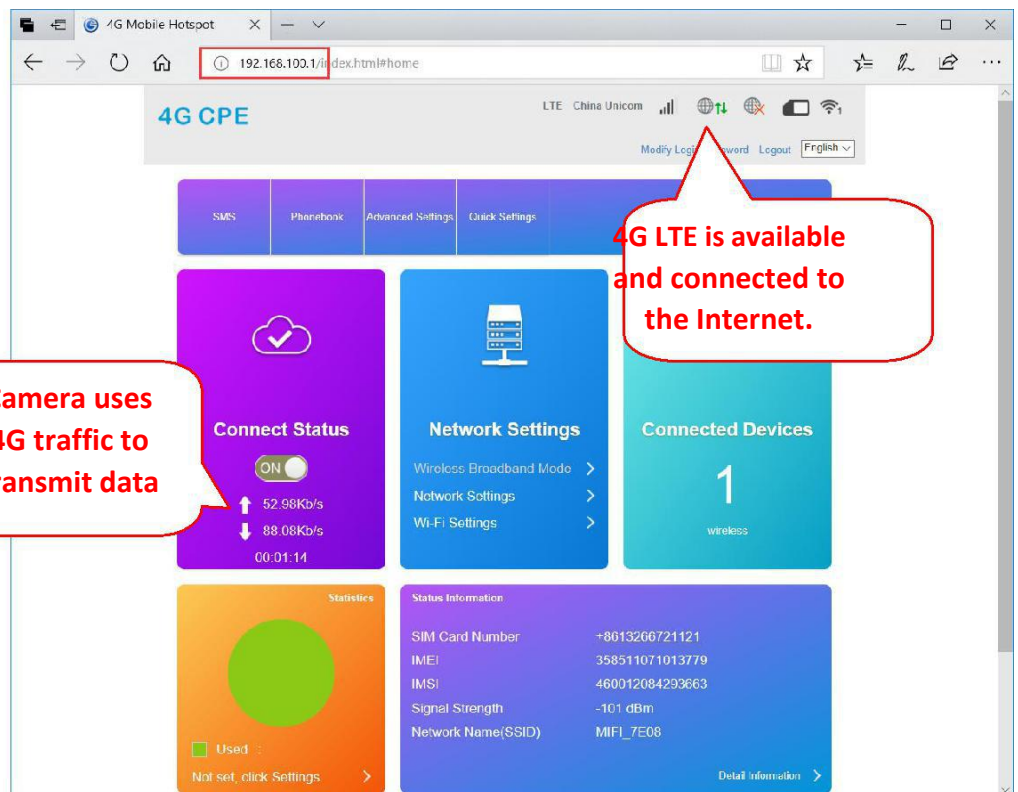 4G Mobile Hotspot
192.168.100.1/index.html#home
4G CPE
LTE China Unicom
1
Modify Login Password Logout English
SMS
Phonebook
Advanced Settings
Quick Settings
4G LTE is available
and connected to
the Internet.
Camera uses
4G traffic to
transmit data
Connect Status
ON
52.98Kb/s
88.08Kb/s
00:01:14
Network Settings
Wireless Broadband Mode
Network Settings
Wi-Fi Settings
Connected Devices
1
wireless
Statistics
Used :
Not set, click Settings
Status Information
SIM Card Number +8613266721121
IMEI 358511071013779
IMSI 460012084293663
Signal Strength -101 dBm
Network Name(SSID) MIFI_7E08
Detail Information